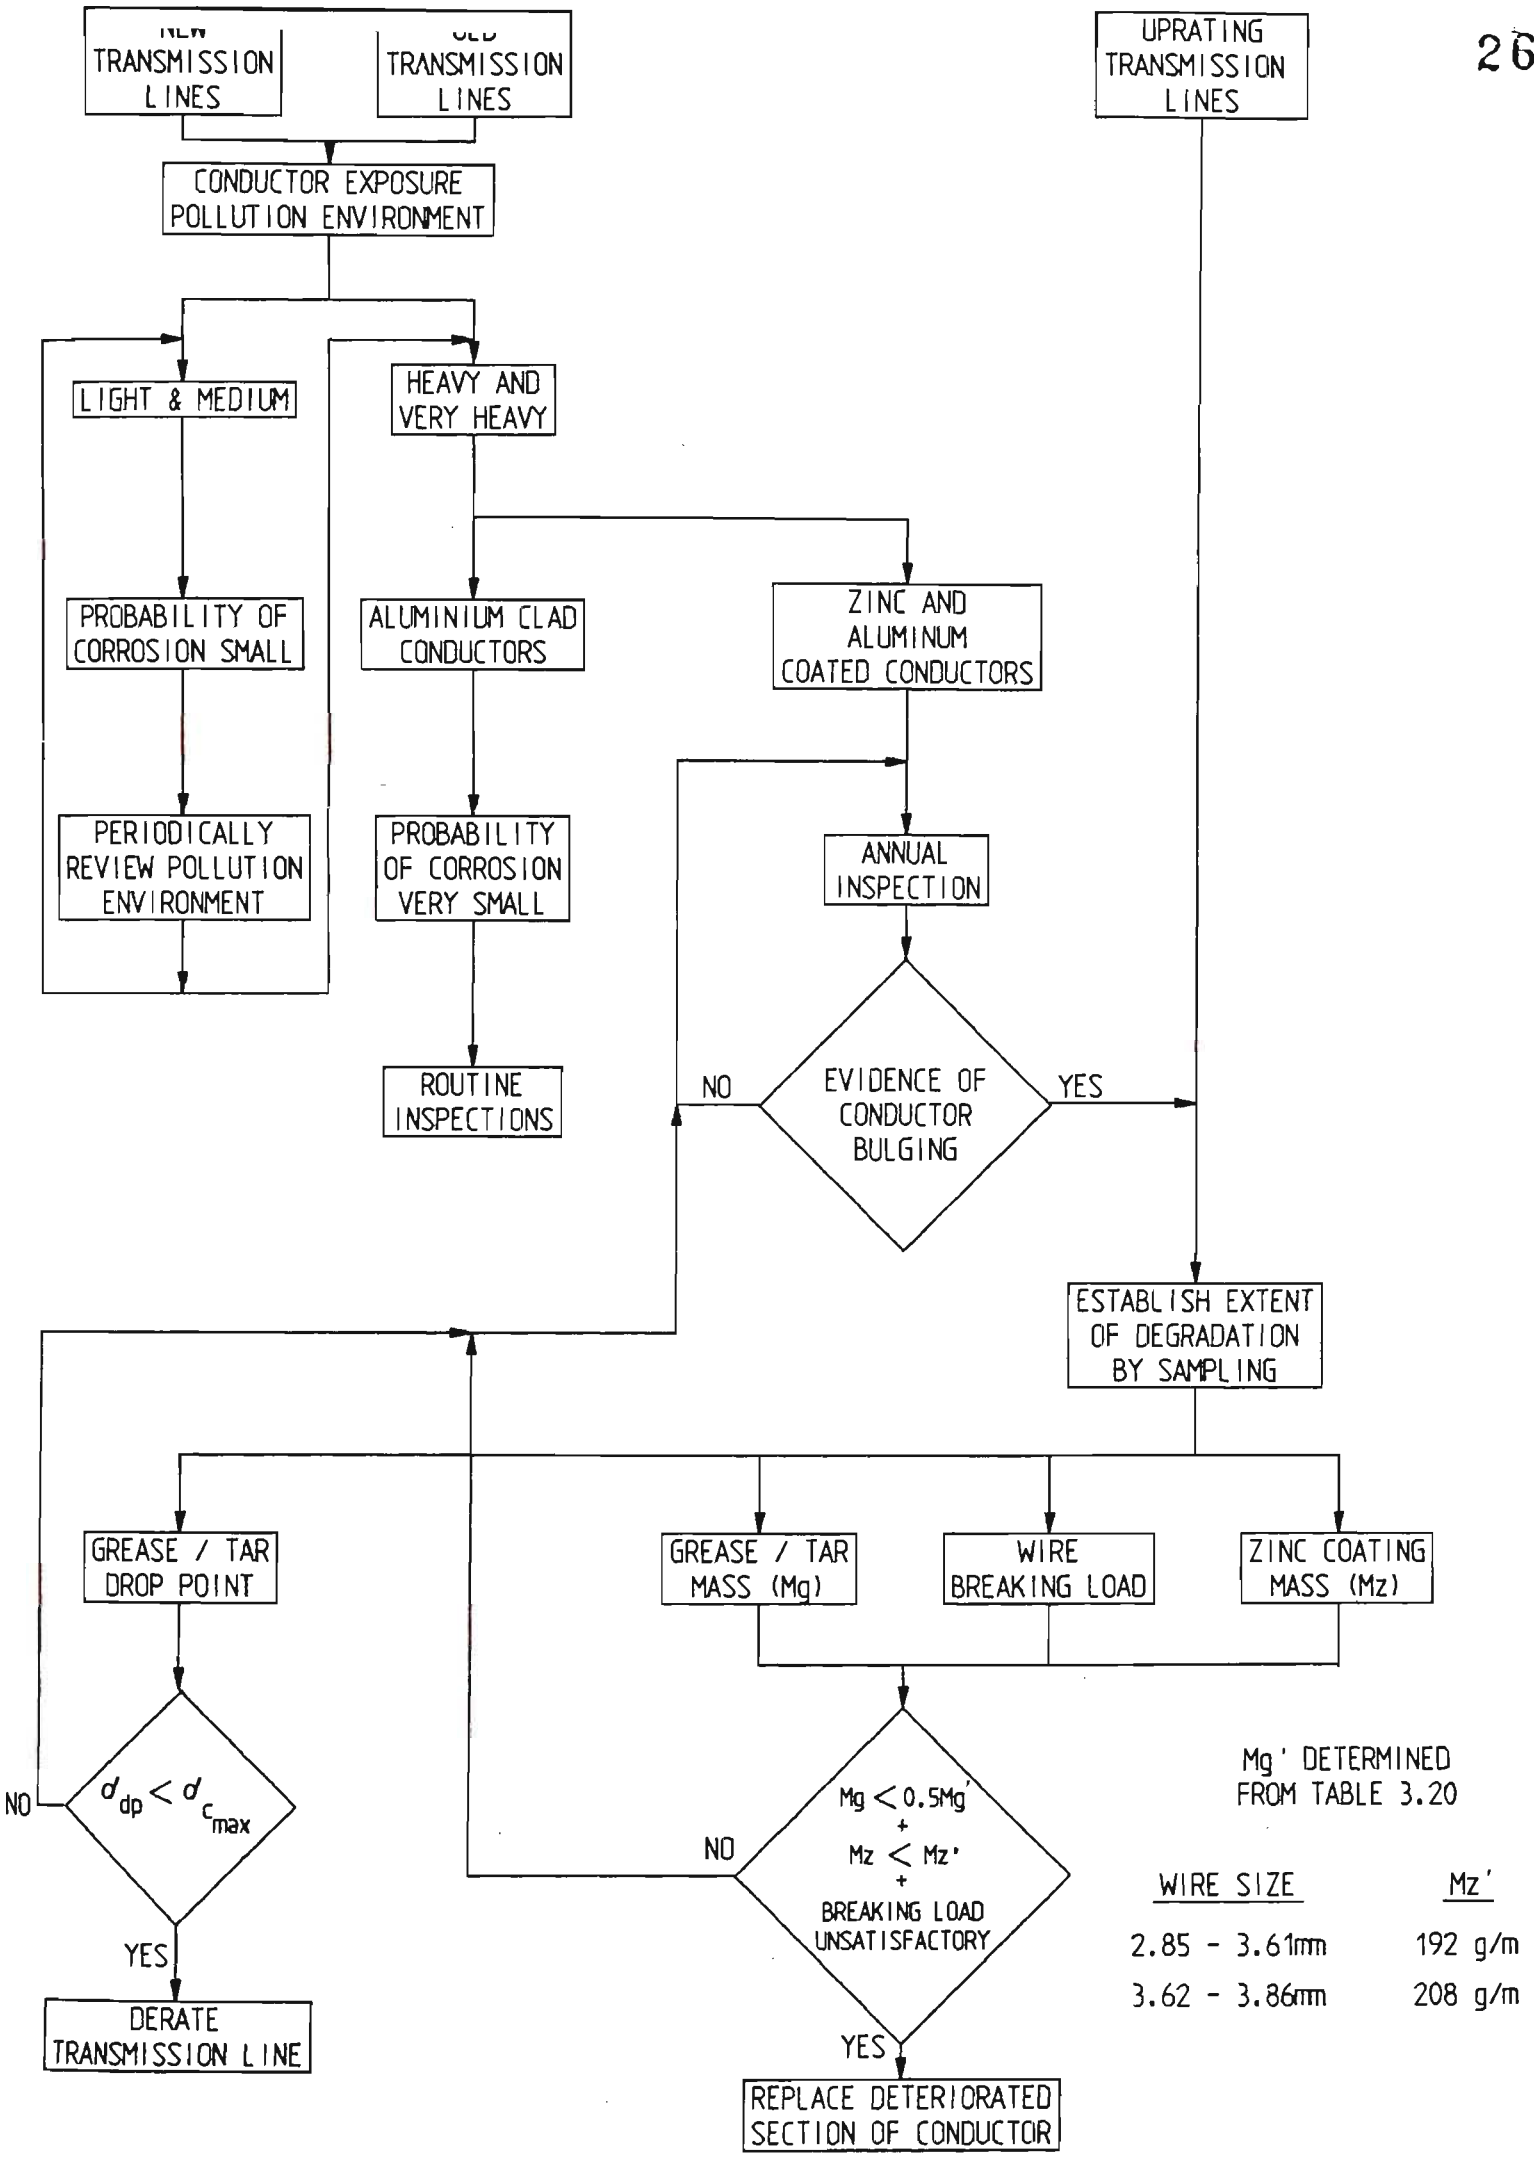 NEW
TRANSMISSION
LINES
OLD
TRANSMISSION
LINES
UPRATING
TRANSMISSION
LINES
26
CONDUCTOR EXPOSURE
POLLUTION ENVIRONMENT
LIGHT & MEDIUM
HEAVY AND
VERY HEAVY
PROBABILITY OF
CORROSION SMALL
ALUMINIUM CLAD
CONDUCTORS
ZINC AND
ALUMINUM
COATED CONDUCTORS
PERIODICALLY
REVIEW POLLUTION
ENVIRONMENT
PROBABILITY
OF CORROSION
VERY SMALL
ANNUAL
INSPECTION
ROUTINE
INSPECTIONS
NO
EVIDENCE OF
CONDUCTOR
BULGING
YES
ESTABLISH EXTENT
OF DEGRADATION
BY SAMPLING
GREASE / TAR
DROP POINT
GREASE / TAR
MASS (Mg)
WIRE
BREAKING LOAD
ZINC COATING
MASS (Mz)
NO
d dp < d c max
YES
DERATE
TRANSMISSION LINE
NO
Mg < 0.5Mg'
+
Mz < Mz'
+
BREAKING LOAD
UNSATISFACTORY
YES
REPLACE DETERIORATED
SECTION OF CONDUCTOR
Mg' DETERMINED
FROM TABLE 3.20
WIRE SIZE Mz'
2.85 - 3.61mm 192 g/m
3.62 - 3.86mm 208 g/m